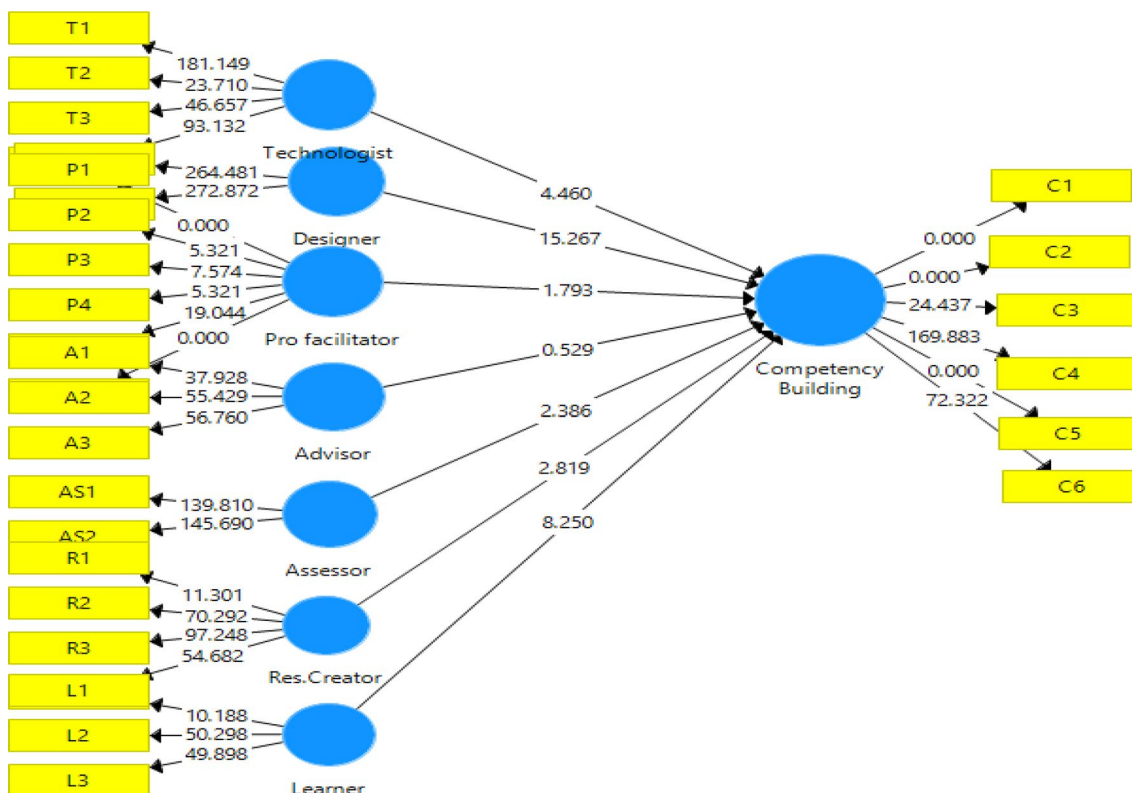 T1
T2
T3
P1
P2
P3
P4
A1
A2
A3
AS1
AS2
R1
R2
R3
L1
L2
L3
181.149
23.710
46.657
93.132
Technologist
264.481
272.872
Designer
0.000
5.321
7.574
5.321
19.044
0.000
Pro facilitator
37.928
55.429
56.760
Advisor
139.810
145.690
Assessor
11.301
70.292
97.248
54.682
Res.Creator
10.188
50.298
49.898
Learner
4.460
15.267
1.793
0.529
2.386
2.819
8.250
Competency
Building
0.000
0.000
24.437
169.883
0.000
72.322
C1
C2
C3
C4
C5
C6